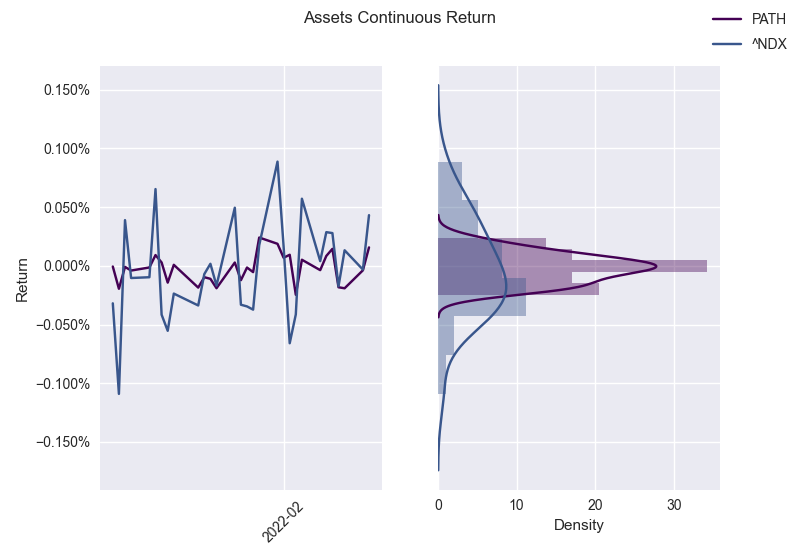 Assets Continuous Return
PATH
^NDX
0.150%
0.100%
0.050%
0.000%
−0.050%
−0.100%
−0.150%
Return
2022-02
0
10
20
30
Density